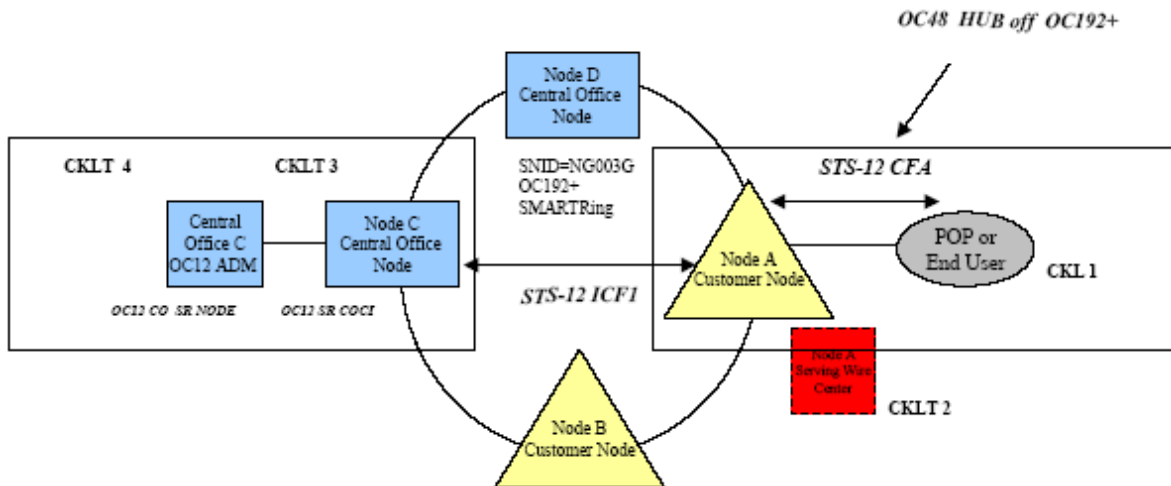 OC48 HUB off OC192+
Node D
Central Office
Node
CKLT 4
CKLT 3
SNID=NG003G
OC192+
SMARTRing
STS-12 CFA
Central
Office C
OC12 ADM
Node C
Central Office
Node
Node A
Customer Node
POP or
End User
CKL 1
STS-12 ICF1
OC12 CO SR NODE
OC12 SR COCI
Node A
Serving Wire
Center
CKLT 2
Node B
Customer Node